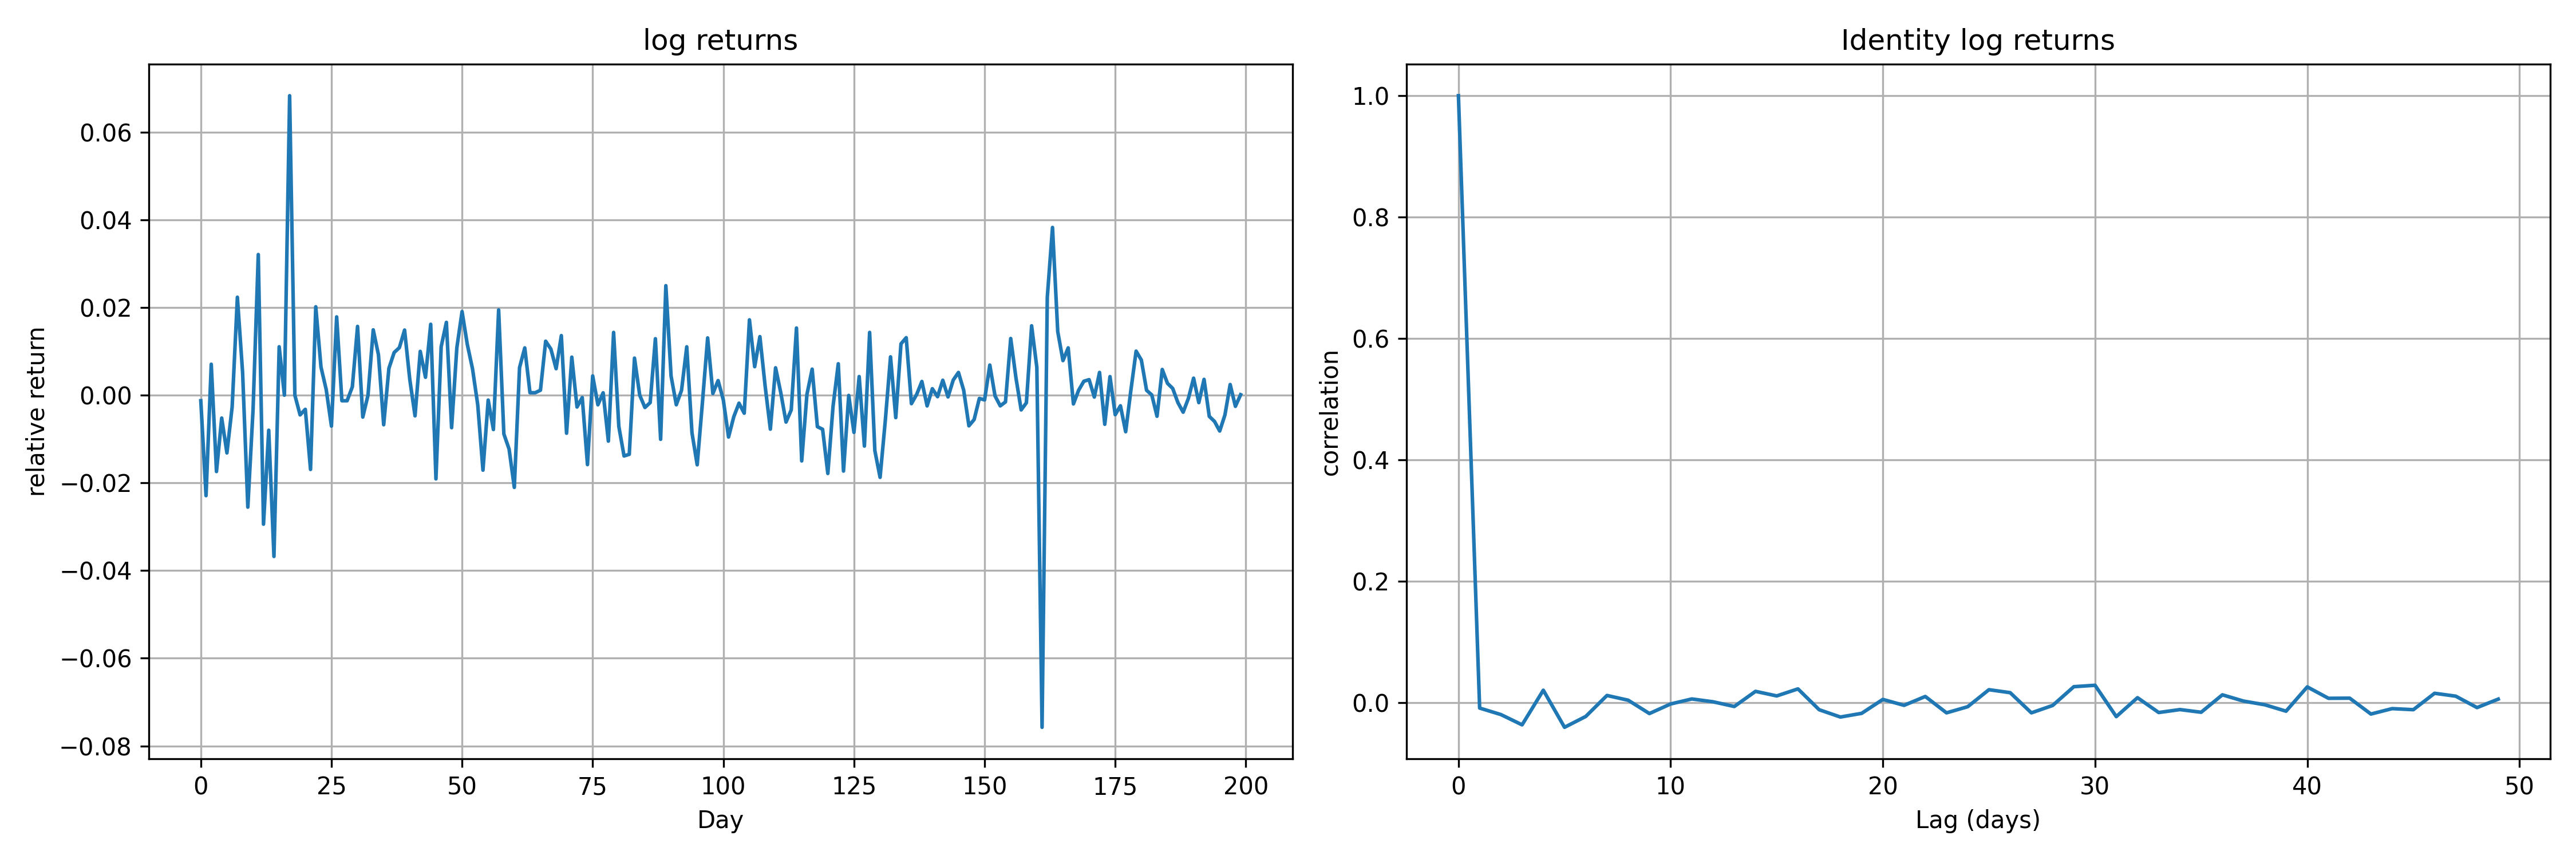 log returns
relative return
0.06
0.04
0.02
0.00
−0.02
−0.04
−0.06
−0.08
0 25 50 75 100 125 150 175 200
Day
Identity log returns
correlation
1.0
0.8
0.6
0.4
0.2
0.0
0 10 20 30 40 50
Lag (days)